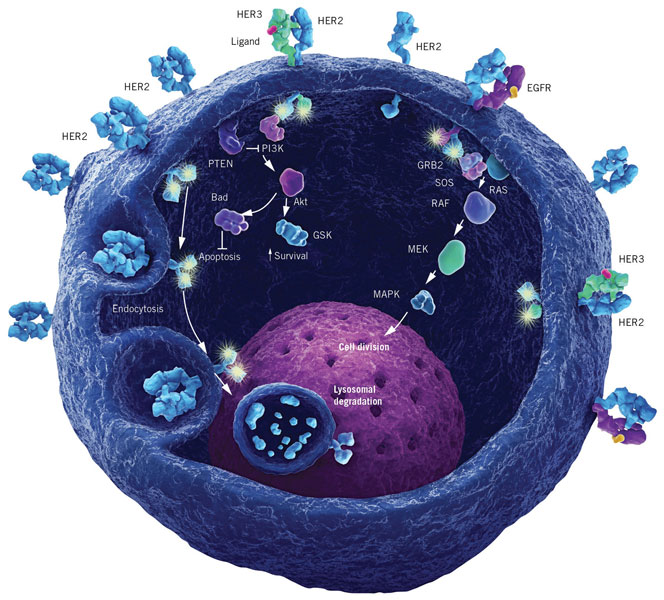 HER3
HER2
Ligand
HER2
EGFR
HER2
HER2
PTEN
PI3K
GRB2
SOS
RAS
RAF
Bad
Akt
GSK
Apoptosis
Survival
MEK
MAPK
HER3
HER2
Endocytosis
Cell division
Lysosomal
degradation